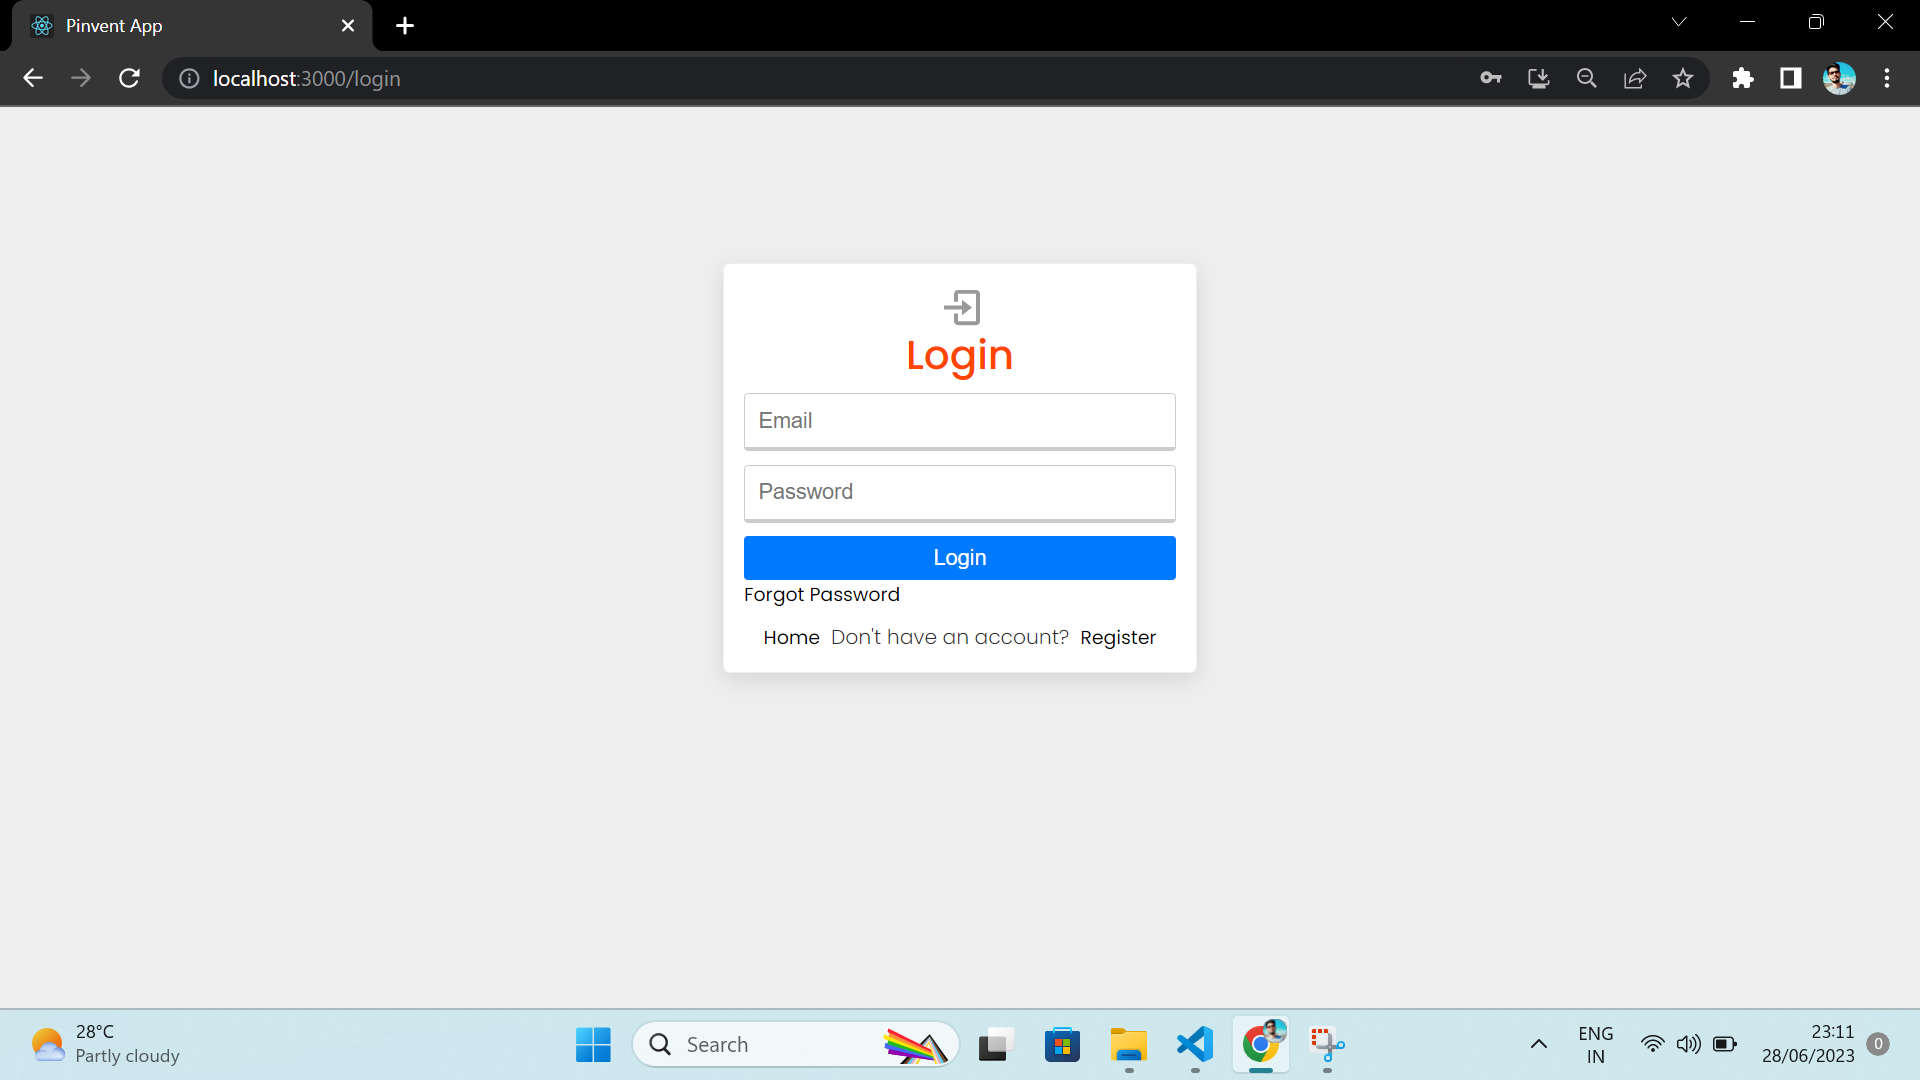 Pinvent App
localhost:3000/login
Login
Email
Password
Login
Forgot Password
Home Don't have an account? Register
28°C
Partly cloudy
Search
ENG
IN
23:11
28/06/2023
0